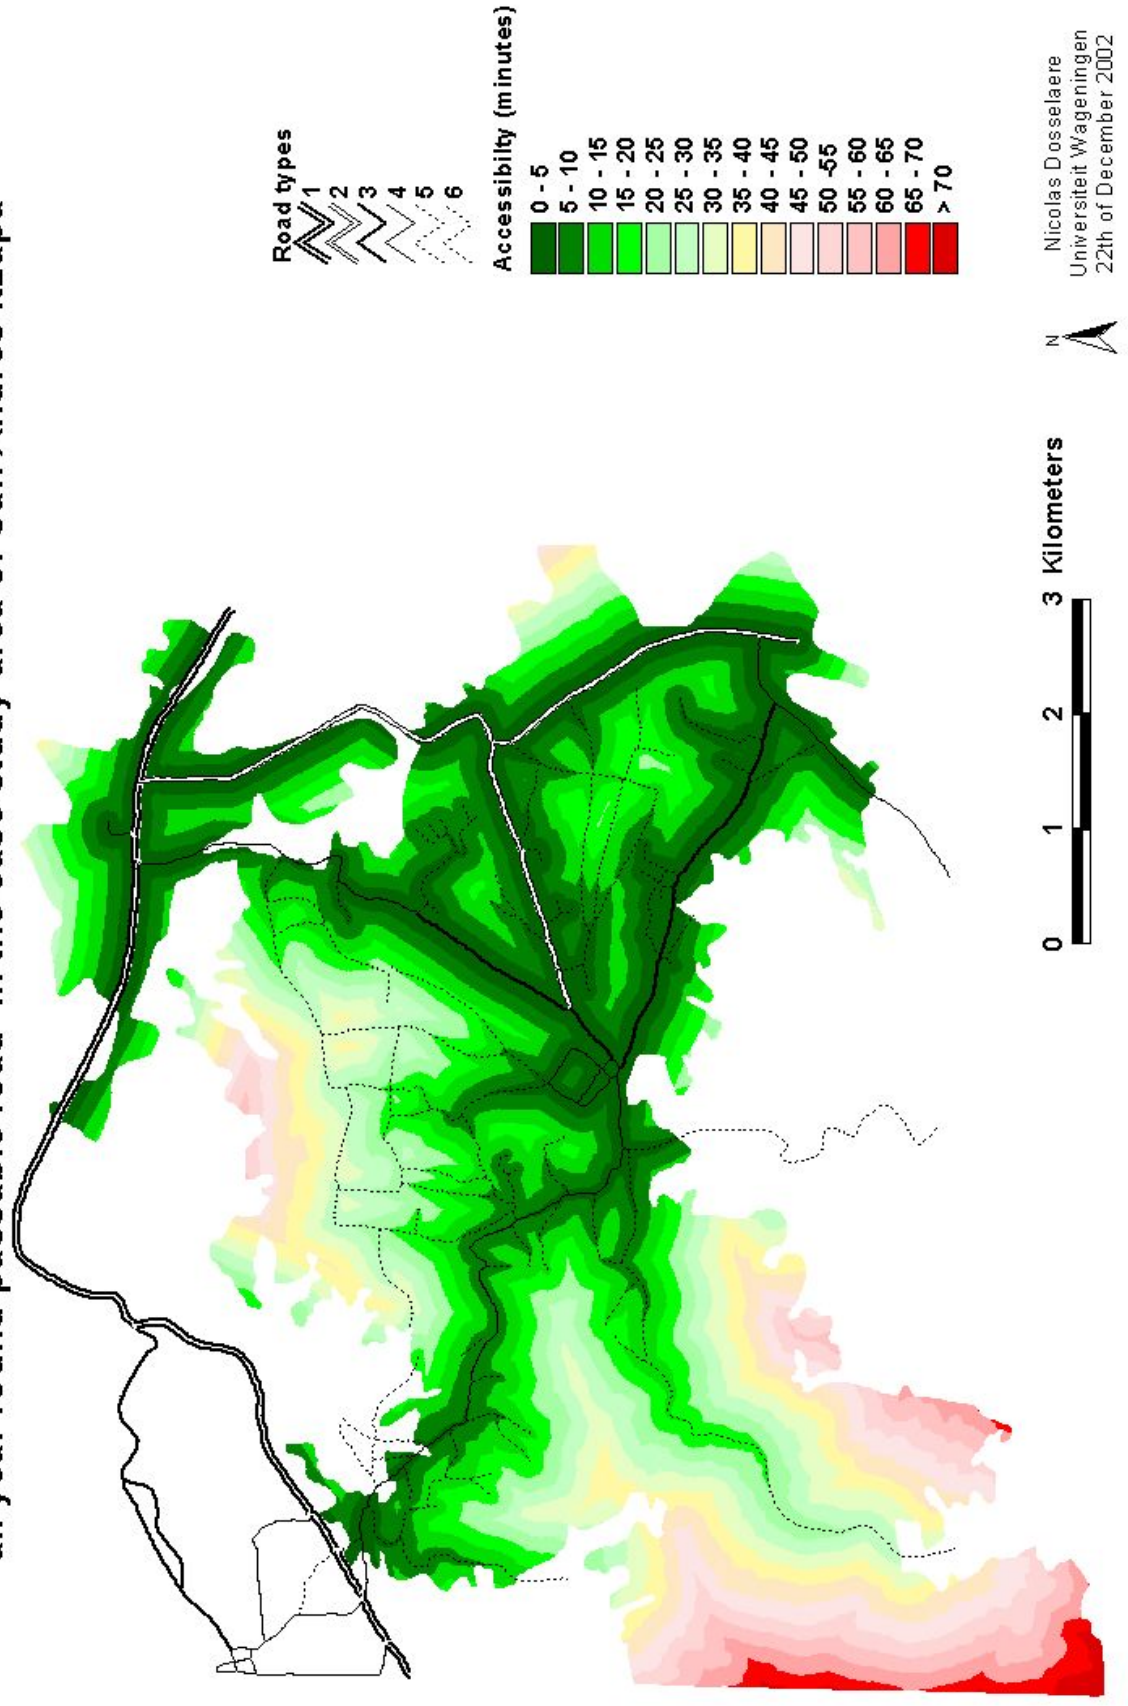 Road types
1
2
3
4
5
6
Accessibilty (minutes)
0 - 5
5 - 10
10 - 15
15 - 20
20 - 25
25 - 30
30 - 35
35 - 40
40 - 45
45 - 50
50 -55
55 - 60
60 - 65
65 - 70
> 70
0 1 2 3 Kilometers
N
Nicolas Dosselaere
Universiteit Wageningen
22th of December 2002